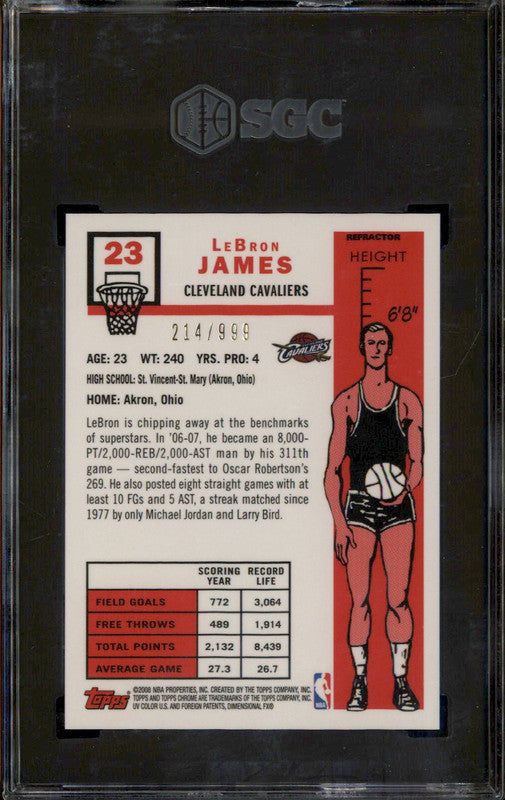 SGC
23
LEBRON
JAMES
CLEVELAND CAVALIERS
REFRACTOR
HEIGHT
6'8"
214/999
CAVALIERS
AGE: 23 WT: 240 YRS. PRO: 4
HIGH SCHOOL: St. Vincent-St. Mary (Akron, Ohio)
HOME: Akron, Ohio
LeBron is chipping away at the benchmarks
of superstars. In '06-07, he became an 8,000-
PT/2,000-REB/2,000-AST man by his 311th
game — second-fastest to Oscar Robertson's
269. He also posted eight straight games with at
least 10 FGs and 5 AST, a streak matched since
1977 by only Michael Jordan and Larry Bird.
SCORING RECORD
YEAR LIFE
FIELD GOALS 772 3,064
FREE THROWS 489 1,914
TOTAL POINTS 2,132 8,439
AVERAGE GAME 27.3 26.7
Topps
©2008 NBA PROPERTIES, INC. CREATED BY THE TOPPS COMPANY, INC.
TOPPS AND TOPPS CHROME ARE TRADEMARKS OF THE TOPPS COMPANY, INC.
UV COLOR U.S. AND FOREIGN PATENTS, DIMENSIONAL FX®
NBA